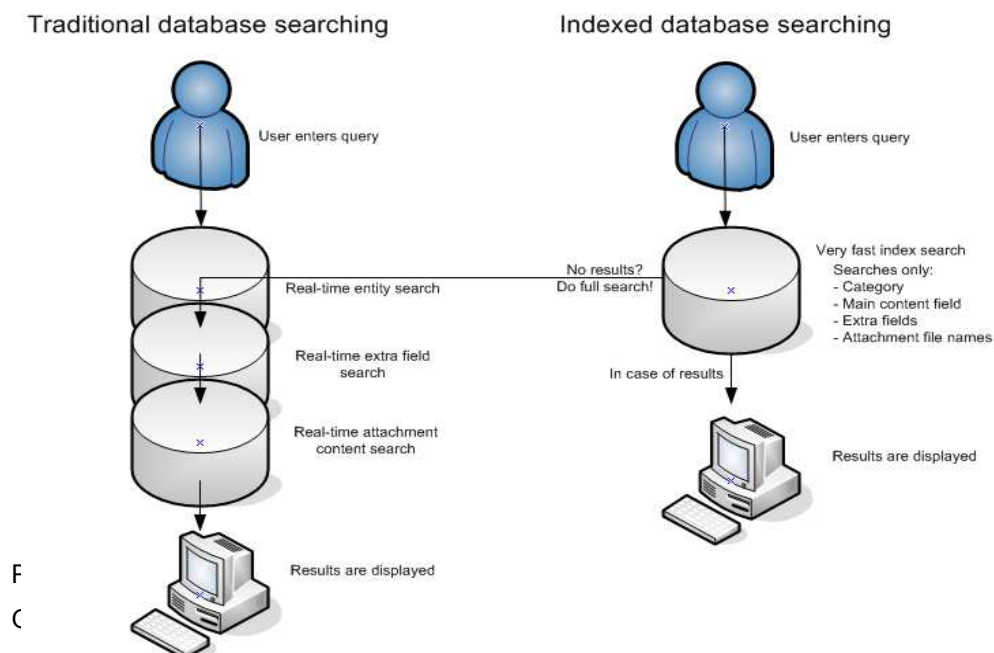 Traditional database searching
User enters query
Real-time entity search
Real-time extra field
search
Real-time attachment
content search
Results are displayed
Indexed database searching
User enters query
Very fast index search
Searches only:
- Category
- Main content field
- Extra fields
- Attachment file names
No results?
Do full search!
In case of results
Results are displayed